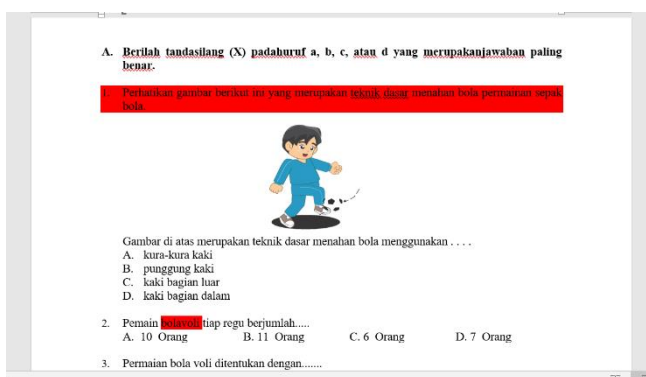 A. Berilah tandasilang (X) padahuruf a, b, c, atau d yang merupakanjawaban paling
benar.
1. Perhatikan gambar berikut ini yang merupakan teknik dasar menahan bola permainan sepak
bola.
Gambar di atas merupakan teknik dasar menahan bola menggunakan . . . .
A. kura-kura kaki
B. punggung kaki
C. kaki bagian luar
D. kaki bagian dalam
2. Pemain bolavoli tiap regu berjumlah.....
A. 10 Orang B. 11 Orang C. 6 Orang D. 7 Orang
3. Permaian bola voli ditentukan dengan.......